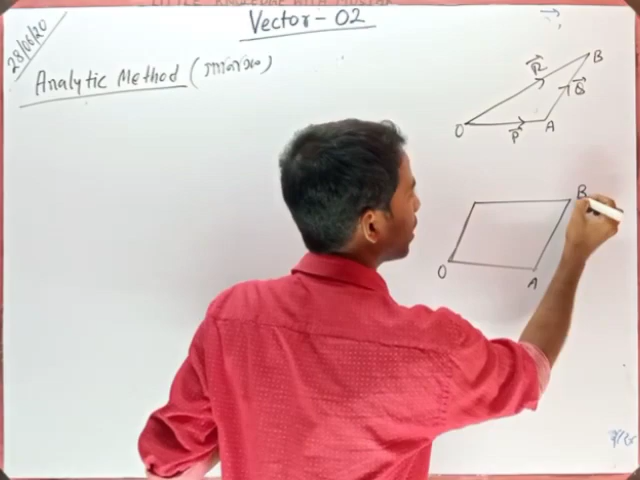 Vector - 02
28/06/20
Analytic Method
R
B
Q
O
P
A
B
O
A